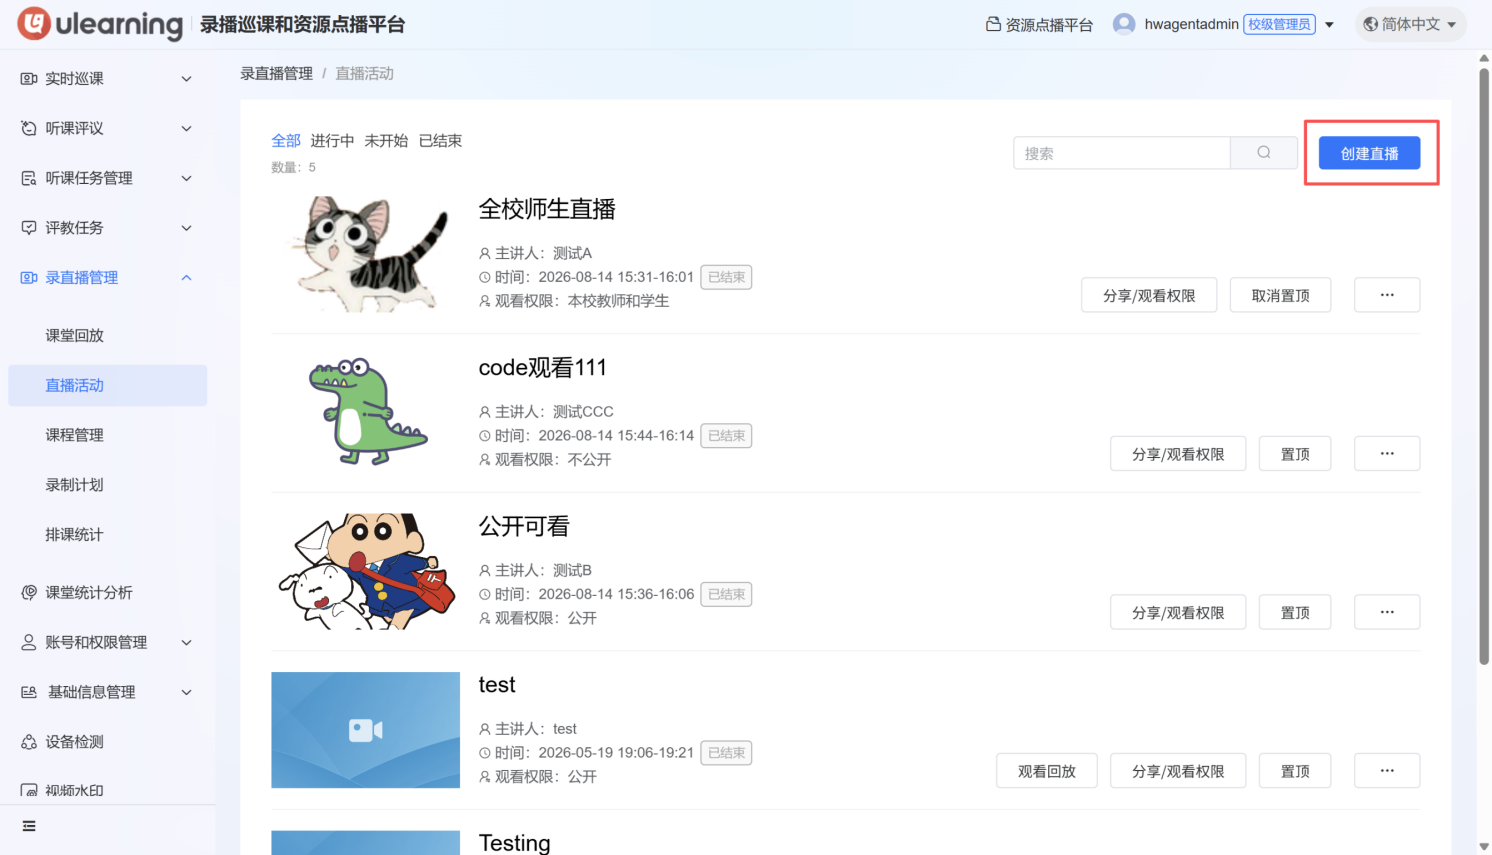 ulearning 录播巡课和资源点播平台
资源点播平台
hwagentadmin 校级管理员
简体中文
实时巡课
听课评议
听课任务管理
评教任务
录直播管理
课堂回放
直播活动
课程管理
录制计划
排课统计
课堂统计分析
账号和权限管理
基础信息管理
设备检测
视频水印
录直播管理 / 直播活动
全部 进行中 未开始 已结束
数量：5
搜索
创建直播
全校师生直播
主讲人：测试A
时间：2026-08-14 15:31-16:01 已结束
观看权限：本校教师和学生
分享/观看权限 取消置顶 ...
code观看111
主讲人：测试CCC
时间：2026-08-14 15:44-16:14 已结束
观看权限：不公开
分享/观看权限 置顶 ...
公开可看
主讲人：测试B
时间：2026-08-14 15:36-16:06 已结束
观看权限：公开
分享/观看权限 置顶 ...
test
主讲人：test
时间：2026-05-19 19:06-19:21 已结束
观看权限：公开
观看回放 分享/观看权限 置顶 ...
Testing